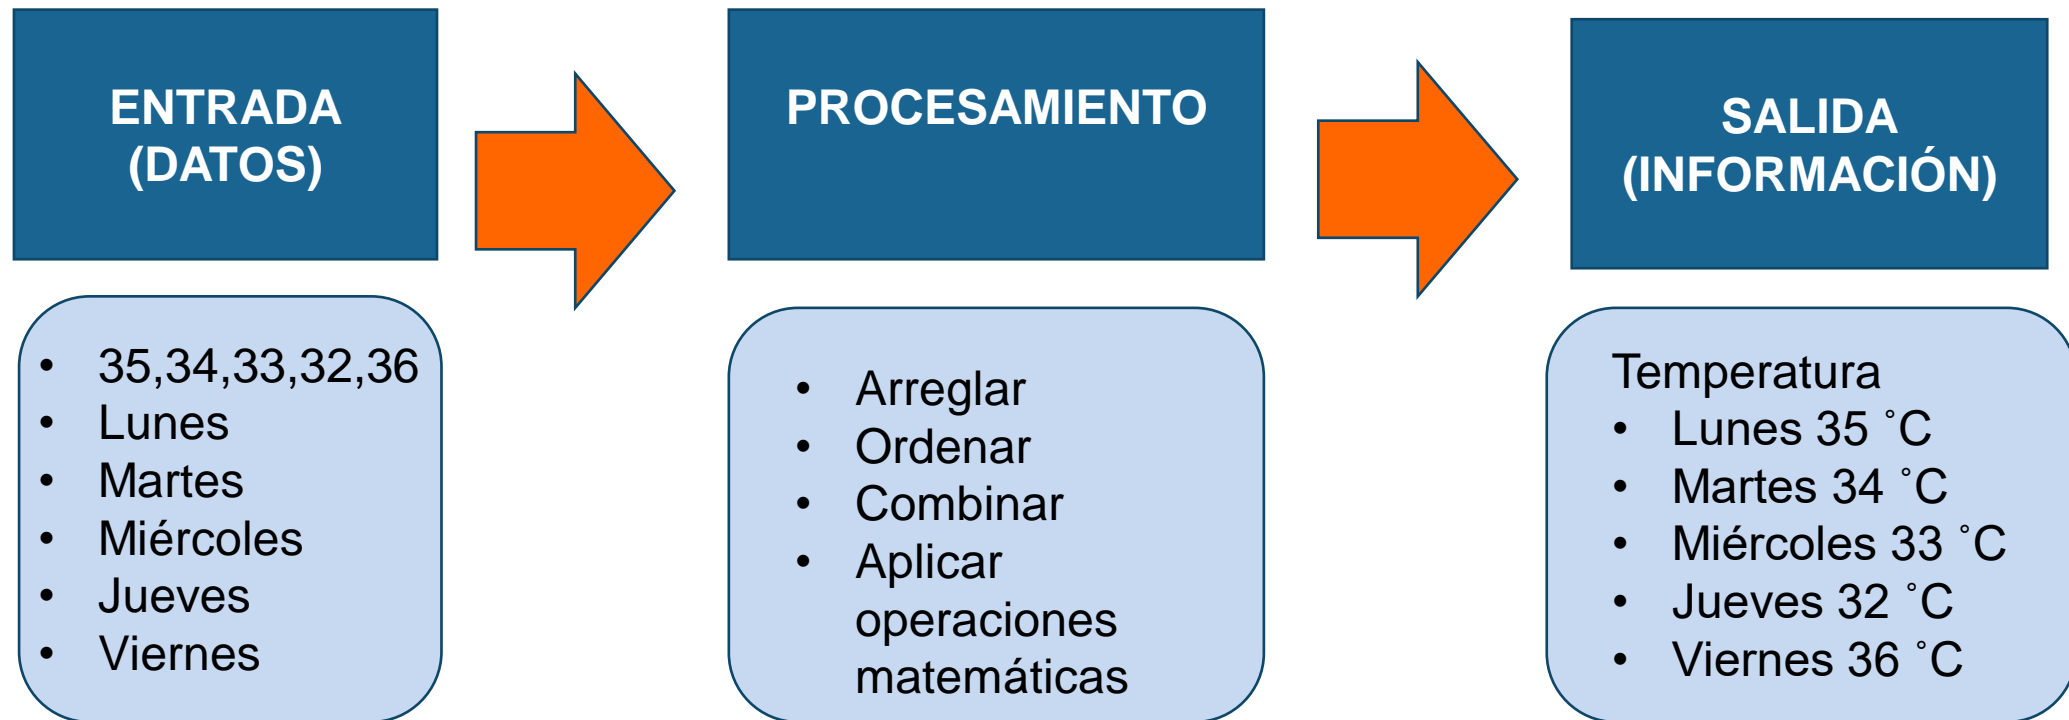 ENTRADA
(DATOS)
PROCESAMIENTO
SALIDA
(INFORMACIÓN)
• 35,34,33,32,36
• Lunes
• Martes
• Miércoles
• Jueves
• Viernes
• Arreglar
• Ordenar
• Combinar
• Aplicar
operaciones
matemáticas
Temperatura
• Lunes 35 ˚C
• Martes 34 ˚C
• Miércoles 33 ˚C
• Jueves 32 ˚C
• Viernes 36 ˚C